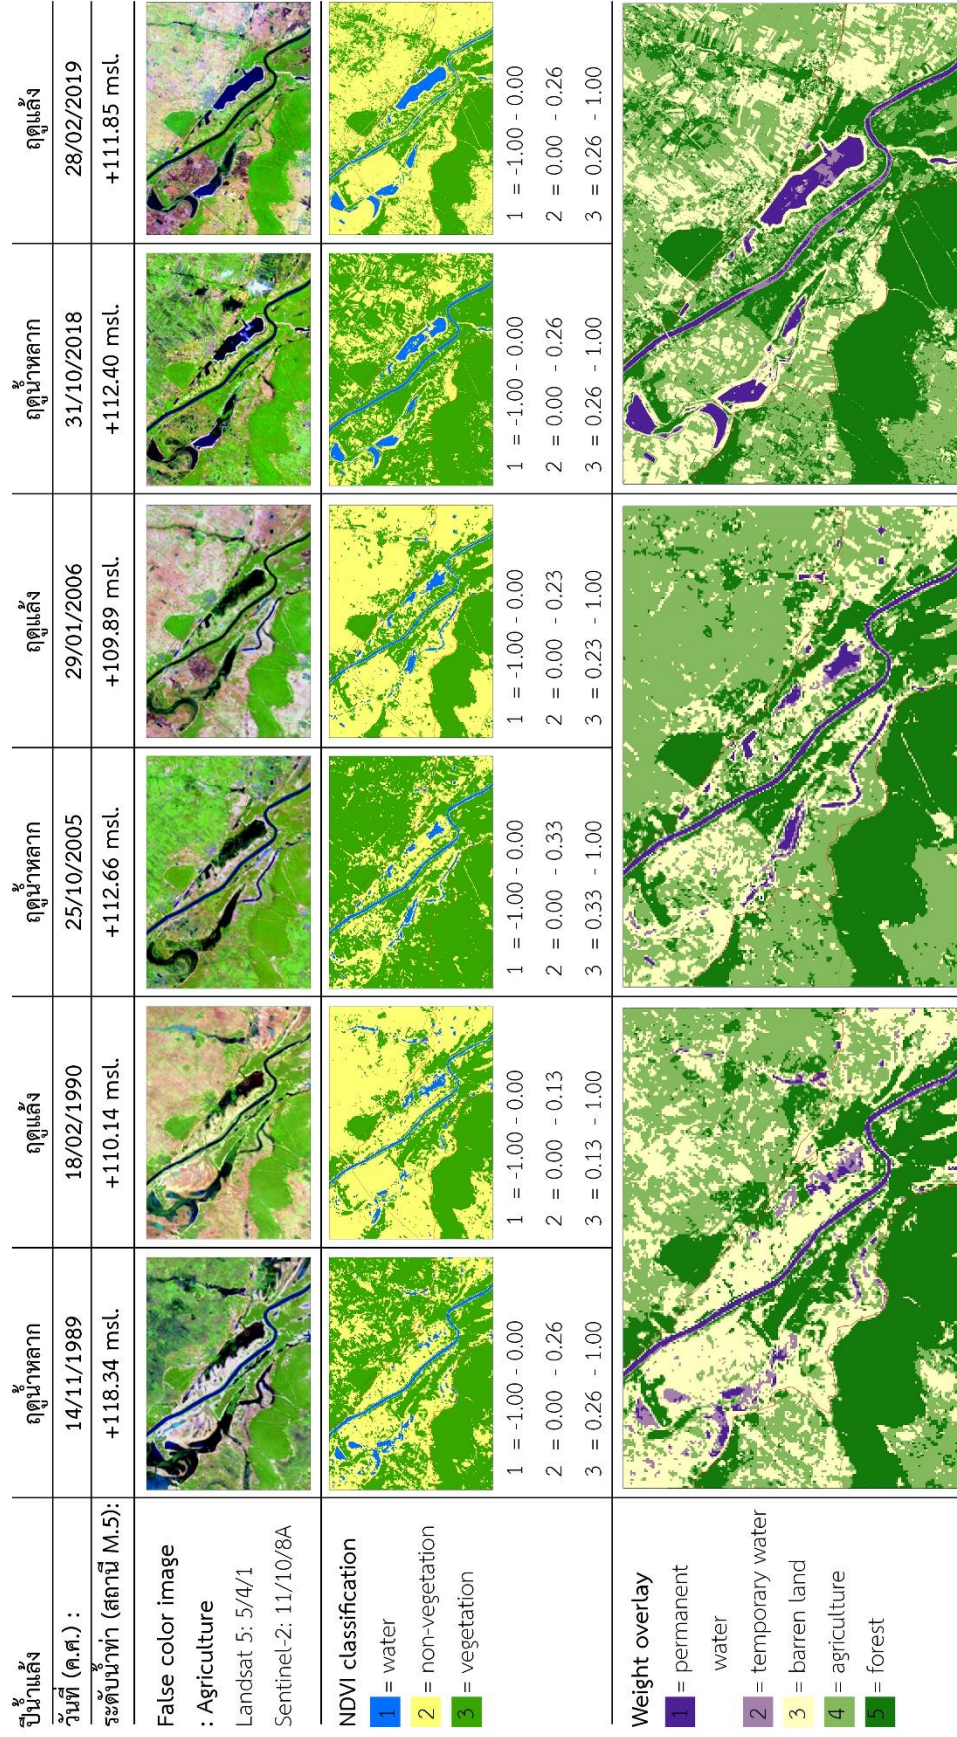 ปีน้ำแล้ง ฤดูน้ำหลาก ฤดูแล้ง ฤดูน้ำหลาก ฤดูแล้ง ฤดูน้ำหลาก ฤดูแล้ง
วันที่ (ค.ศ.) : 14/11/1989 18/02/1990 25/10/2005 29/01/2006 31/10/2018 28/02/2019
ระดับน้ำท่า (สถานี M.5): +118.34 msl. +110.14 msl. +112.66 msl. +109.89 msl. +112.40 msl. +111.85 msl.
False color image
: Agriculture
Landsat 5: 5/4/1
Sentinel-2: 11/10/8A
NDVI classification
1 = water
2 = non-vegetation
3 = vegetation
1 = -1.00 - 0.00 1 = -1.00 - 0.00 1 = -1.00 - 0.00 1 = -1.00 - 0.00 1 = -1.00 - 0.00 1 = -1.00 - 0.00
2 = 0.00 - 0.26 2 = 0.00 - 0.13 2 = 0.00 - 0.33 2 = 0.00 - 0.23 2 = 0.00 - 0.26 2 = 0.00 - 0.26
3 = 0.26 - 1.00 3 = 0.13 - 1.00 3 = 0.33 - 1.00 3 = 0.23 - 1.00 3 = 0.26 - 1.00 3 = 0.26 - 1.00
Weight overlay
1 = permanent
water
2 = temporary water
3 = barren land
4 = agriculture
5 = forest